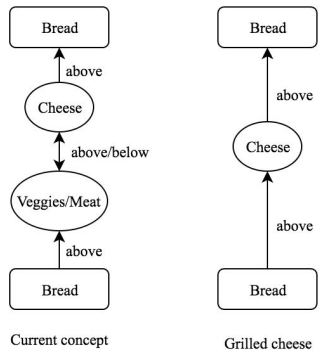 Bread
above
Cheese
above/below
Veggies/Meat
above
Bread
Current concept
Bread
above
Cheese
above
Bread
Grilled cheese